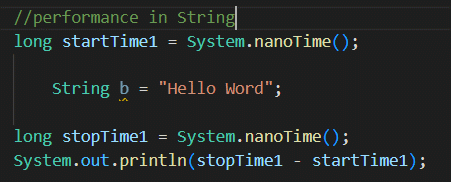 //performance in String
long startTime1 = System.nanoTime();
String b = "Hello Word";
long stopTime1 = System.nanoTime();
System.out.println(stopTime1 - startTime1);